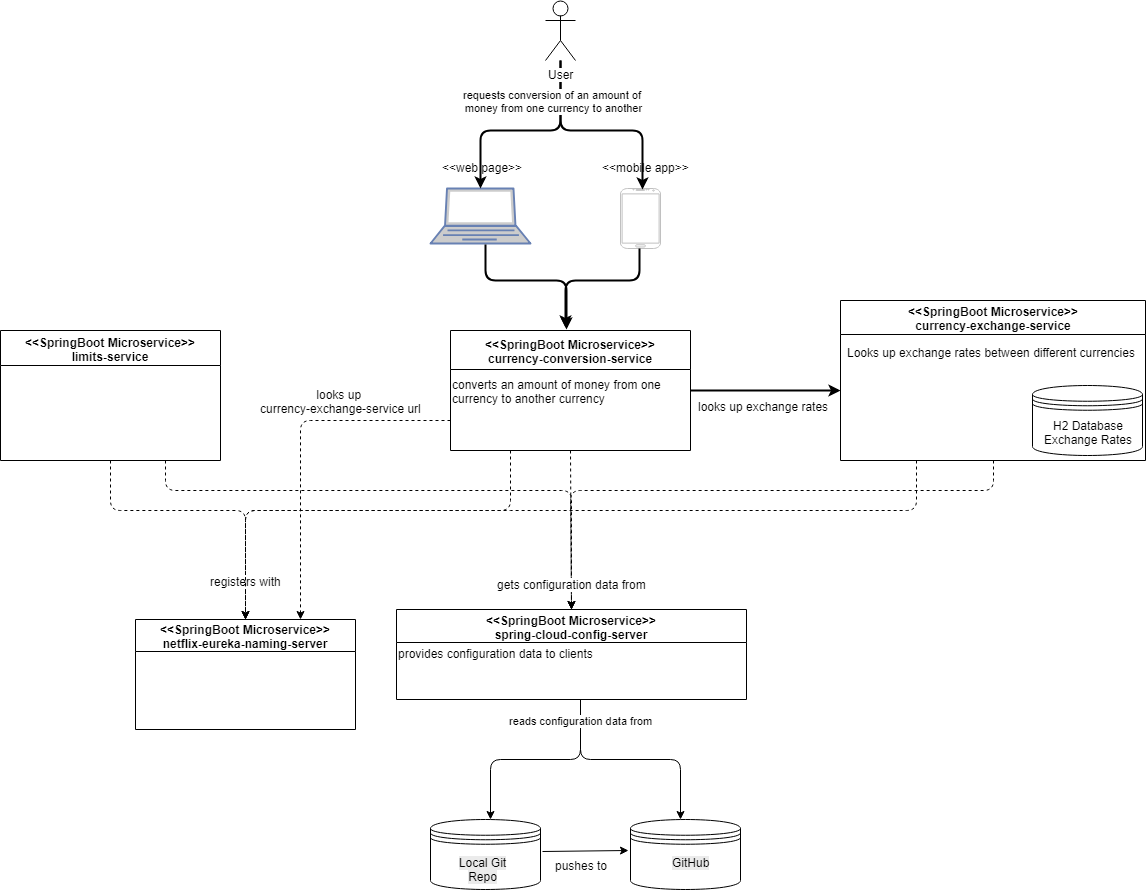 User
requests conversion of an amount of
money from one currency to another
<<web page>>
<<mobile app>>
<<SpringBoot Microservice>>
limits-service
<<SpringBoot Microservice>>
currency-conversion-service
converts an amount of money from one
currency to another currency
<<SpringBoot Microservice>>
currency-exchange-service
Looks up exchange rates between different currencies
H2 Database
Exchange Rates
looks up
currency-exchange-service url
looks up exchange rates
registers with
gets configuration data from
<<SpringBoot Microservice>>
netflix-eureka-naming-server
<<SpringBoot Microservice>>
spring-cloud-config-server
provides configuration data to clients
reads configuration data from
Local Git
Repo
pushes to
GitHub